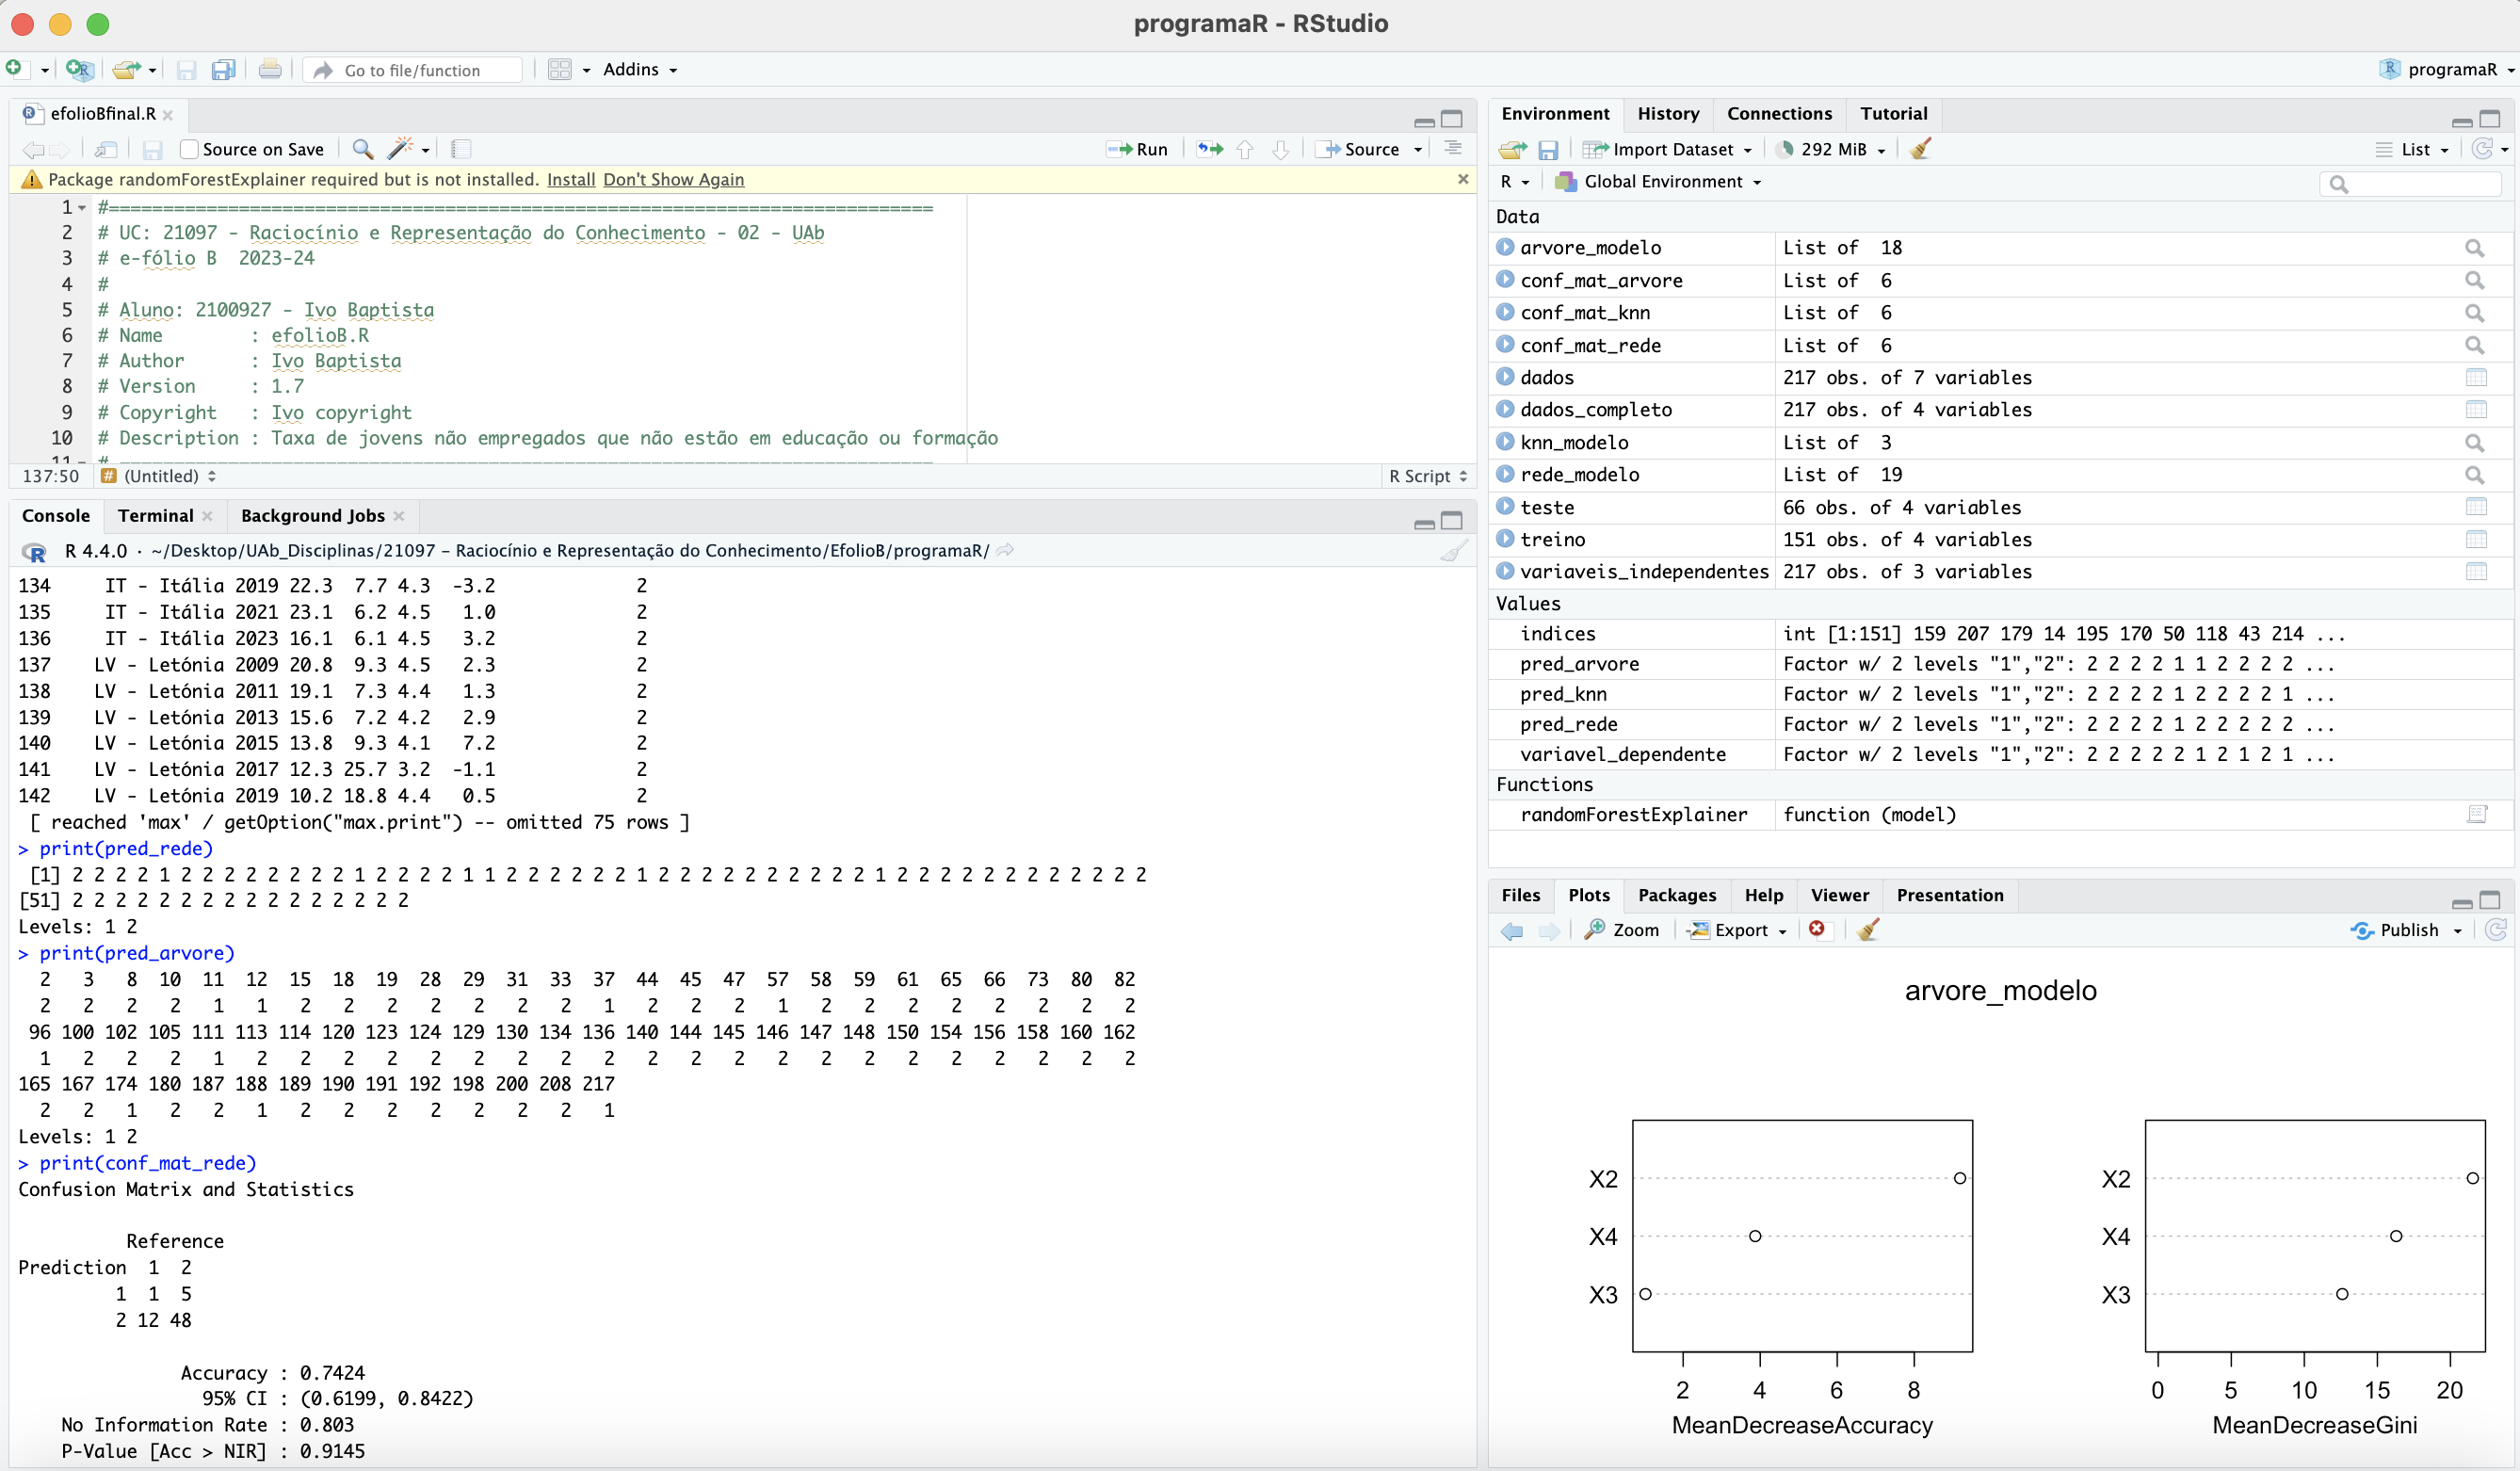 programaR - RStudio
Go to file/function
Addins
programaR
efolioBfinal.R
Source on Save
Run
Source
Package randomForestExplainer required but is not installed. Install Don't Show Again
1 #============================================================================
2 # UC: 21097 - Raciocínio e Representação do Conhecimento - 02 - UAb
3 # e-fólio B  2023-24
4 #
5 # Aluno: 2100927 - Ivo Baptista
6 # Name        : efolioB.R
7 # Author      : Ivo Baptista
8 # Version     : 1.7
9 # Copyright   : Ivo copyright
10 # Description : Taxa de jovens não empregados que não estão em educação ou formação
137:50 # (Untitled) R Script
Console Terminal Background Jobs
R 4.4.0 · ~/Desktop/UAb_Disciplinas/21097 – Raciocínio e Representação do Conhecimento/EfolioB/programaR/
134     IT - Itália 2019 22.3  7.7 4.3  -3.2             2
135     IT - Itália 2021 23.1  6.2 4.5   1.0             2
136     IT - Itália 2023 16.1  6.1 4.5   3.2             2
137    LV - Letónia 2009 20.8  9.3 4.5   2.3             2
138    LV - Letónia 2011 19.1  7.3 4.4   1.3             2
139    LV - Letónia 2013 15.6  7.2 4.2   2.9             2
140    LV - Letónia 2015 13.8  9.3 4.1   7.2             2
141    LV - Letónia 2017 12.3 25.7 3.2  -1.1             2
142    LV - Letónia 2019 10.2 18.8 4.4   0.5             2
[ reached 'max' / getOption("max.print") -- omitted 75 rows ]
> print(pred_rede)
[1] 2 2 2 2 1 2 2 2 2 2 2 2 2 1 2 2 2 2 1 1 2 2 2 2 2 2 1 2 2 2 2 2 2 2 2 2 2 1 2 2 2 2 2 2 2 2 2 2 2 2
[51] 2 2 2 2 2 2 2 2 2 2 2 2 2 2 2 2
Levels: 1 2
> print(pred_arvore)
2   3   8  10  11  12  15  18  19  28  29  31  33  37  44  45  47  57  58  59  61  65  66  73  80  82
2   2   2   2   1   1   2   2   2   2   2   2   2   1   2   2   2   1   2   2   2   2   2   2   2   2
96 100 102 105 111 113 114 120 123 124 129 130 134 136 140 144 145 146 147 148 150 154 156 158 160 162
1   2   2   2   1   2   2   2   2   2   2   2   2   2   2   2   2   2   2   2   2   2   2   2   2   2
165 167 174 180 187 188 189 190 191 192 198 200 208 217
2   2   1   2   2   1   2   2   2   2   2   2   2   1
Levels: 1 2
> print(conf_mat_rede)
Confusion Matrix and Statistics
Reference
Prediction  1  2
1  1  5
2 12 48
Accuracy : 0.7424
95% CI : (0.6199, 0.8422)
No Information Rate : 0.803
P-Value [Acc > NIR] : 0.9145
Environment History Connections Tutorial
Import Dataset 292 MiB List
R Global Environment
Data
arvore_modelo List of  18
conf_mat_arvore List of  6
conf_mat_knn List of  6
conf_mat_rede List of  6
dados 217 obs. of 7 variables
dados_completo 217 obs. of 4 variables
knn_modelo List of  3
rede_modelo List of  19
teste 66 obs. of 4 variables
treino 151 obs. of 4 variables
variaveis_independentes 217 obs. of 3 variables
Values
indices int [1:151] 159 207 179 14 195 170 50 118 43 214 ...
pred_arvore Factor w/ 2 levels "1","2": 2 2 2 2 1 1 2 2 2 2 ...
pred_knn Factor w/ 2 levels "1","2": 2 2 2 2 1 2 2 2 2 1 ...
pred_rede Factor w/ 2 levels "1","2": 2 2 2 2 1 2 2 2 2 2 ...
variavel_dependente Factor w/ 2 levels "1","2": 2 2 2 2 2 1 2 1 2 1 ...
Functions
randomForestExplainer function (model)
Files Plots Packages Help Viewer Presentation
Zoom Export Publish
arvore_modelo
X2 X2
X4 X4
X3 X3
2 4 6 8 0 5 10 15 20
MeanDecreaseAccuracy MeanDecreaseGini